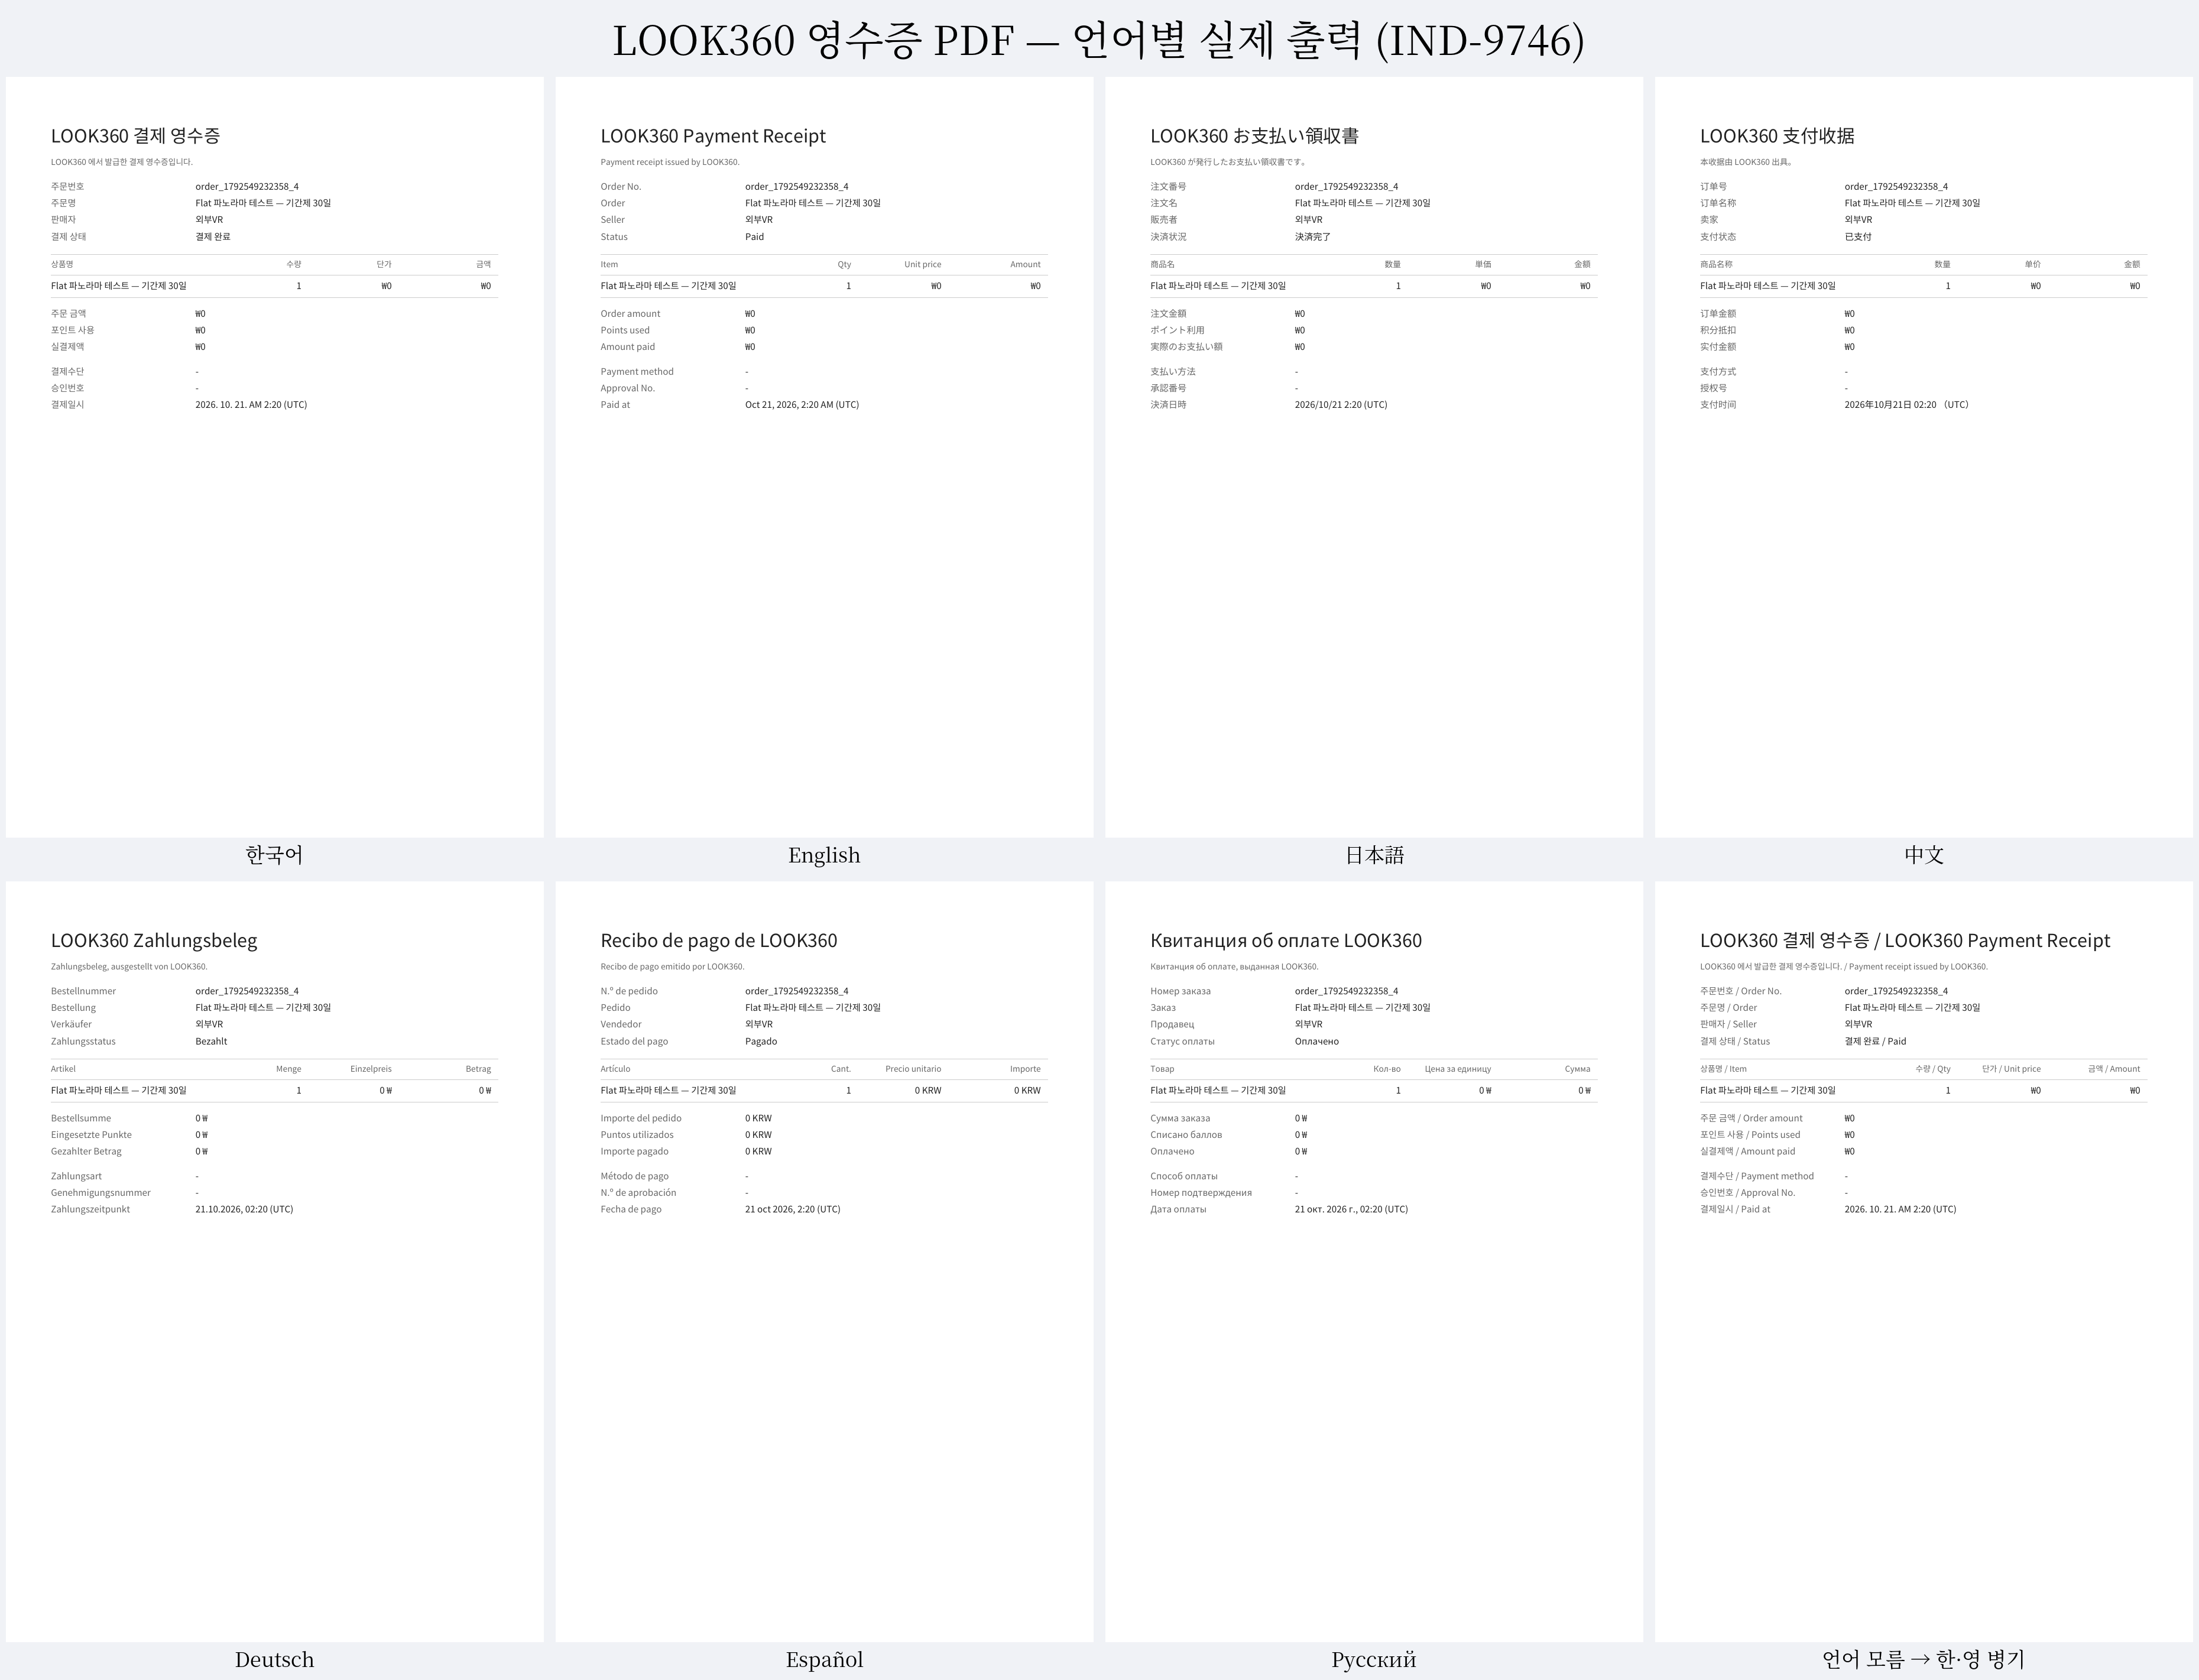 LOOK360 영수증 PDF — 언어별 실제 출력 (IND-9746)
LOOK360 결제 영수증
LOOK360 에서 발급한 결제 영수증입니다.
주문번호 order_1792549232358_4
주문명 Flat 파노라마 테스트 — 기간제 30일
판매자 외부VR
결제 상태 결제 완료
상품명 수량 단가 금액
Flat 파노라마 테스트 — 기간제 30일 1 ₩0 ₩0
주문 금액 ₩0
포인트 사용 ₩0
실결제액 ₩0
결제수단 -
승인번호 -
결제일시 2026. 10. 21. AM 2:20 (UTC)
한국어
LOOK360 Payment Receipt
Payment receipt issued by LOOK360.
Order No. order_1792549232358_4
Order Flat 파노라마 테스트 — 기간제 30일
Seller 외부VR
Status Paid
Item Qty Unit price Amount
Flat 파노라마 테스트 — 기간제 30일 1 ₩0 ₩0
Order amount ₩0
Points used ₩0
Amount paid ₩0
Payment method -
Approval No. -
Paid at Oct 21, 2026, 2:20 AM (UTC)
English
LOOK360 お支払い領収書
LOOK360 が発行したお支払い領収書です。
注文番号 order_1792549232358_4
注文名 Flat 파노라마 테스트 — 기간제 30일
販売者 외부VR
決済状況 決済完了
商品名 数量 単価 金額
Flat 파노라마 테스트 — 기간제 30일 1 ₩0 ₩0
注文金額 ₩0
ポイント利用 ₩0
実際のお支払い額 ₩0
支払い方法 -
承認番号 -
決済日時 2026/10/21 2:20 (UTC)
日本語
LOOK360 支付收据
本收据由 LOOK360 出具。
订单号 order_1792549232358_4
订单名称 Flat 파노라마 테스트 — 기간제 30일
卖家 외부VR
支付状态 已支付
商品名称 数量 单价 金额
Flat 파노라마 테스트 — 기간제 30일 1 ₩0 ₩0
订单金额 ₩0
积分抵扣 ₩0
实付金额 ₩0
支付方式 -
授权号 -
支付时间 2026年10月21日 02:20 （UTC）
中文
LOOK360 Zahlungsbeleg
Zahlungsbeleg, ausgestellt von LOOK360.
Bestellnummer order_1792549232358_4
Bestellung Flat 파노라마 테스트 — 기간제 30일
Verkäufer 외부VR
Zahlungsstatus Bezahlt
Artikel Menge Einzelpreis Betrag
Flat 파노라마 테스트 — 기간제 30일 1 0 ₩ 0 ₩
Bestellsumme 0 ₩
Eingesetzte Punkte 0 ₩
Gezahlter Betrag 0 ₩
Zahlungsart -
Genehmigungsnummer -
Zahlungszeitpunkt 21.10.2026, 02:20 (UTC)
Deutsch
Recibo de pago de LOOK360
Recibo de pago emitido por LOOK360.
N.º de pedido order_1792549232358_4
Pedido Flat 파노라마 테스트 — 기간제 30일
Vendedor 외부VR
Estado del pago Pagado
Artículo Cant. Precio unitario Importe
Flat 파노라마 테스트 — 기간제 30일 1 0 KRW 0 KRW
Importe del pedido 0 KRW
Puntos utilizados 0 KRW
Importe pagado 0 KRW
Método de pago -
N.º de aprobación -
Fecha de pago 21 oct 2026, 2:20 (UTC)
Español
Квитанция об оплате LOOK360
Квитанция об оплате, выданная LOOK360.
Номер заказа order_1792549232358_4
Заказ Flat 파노라마 테스트 — 기간제 30일
Продавец 외부VR
Статус оплаты Оплачено
Товар Кол-во Цена за единицу Сумма
Flat 파노라마 테스트 — 기간제 30일 1 0 ₩ 0 ₩
Сумма заказа 0 ₩
Списано баллов 0 ₩
Оплачено 0 ₩
Способ оплаты -
Номер подтверждения -
Дата оплаты 21 окт. 2026 г., 02:20 (UTC)
Русский
LOOK360 결제 영수증 / LOOK360 Payment Receipt
LOOK360 에서 발급한 결제 영수증입니다. / Payment receipt issued by LOOK360.
주문번호 / Order No. order_1792549232358_4
주문명 / Order Flat 파노라마 테스트 — 기간제 30일
판매자 / Seller 외부VR
결제 상태 / Status 결제 완료 / Paid
상품명 / Item 수량 / Qty 단가 / Unit price 금액 / Amount
Flat 파노라마 테스트 — 기간제 30일 1 ₩0 ₩0
주문 금액 / Order amount ₩0
포인트 사용 / Points used ₩0
실결제액 / Amount paid ₩0
결제수단 / Payment method -
승인번호 / Approval No. -
결제일시 / Paid at 2026. 10. 21. AM 2:20 (UTC)
언어 모름 → 한·영 병기